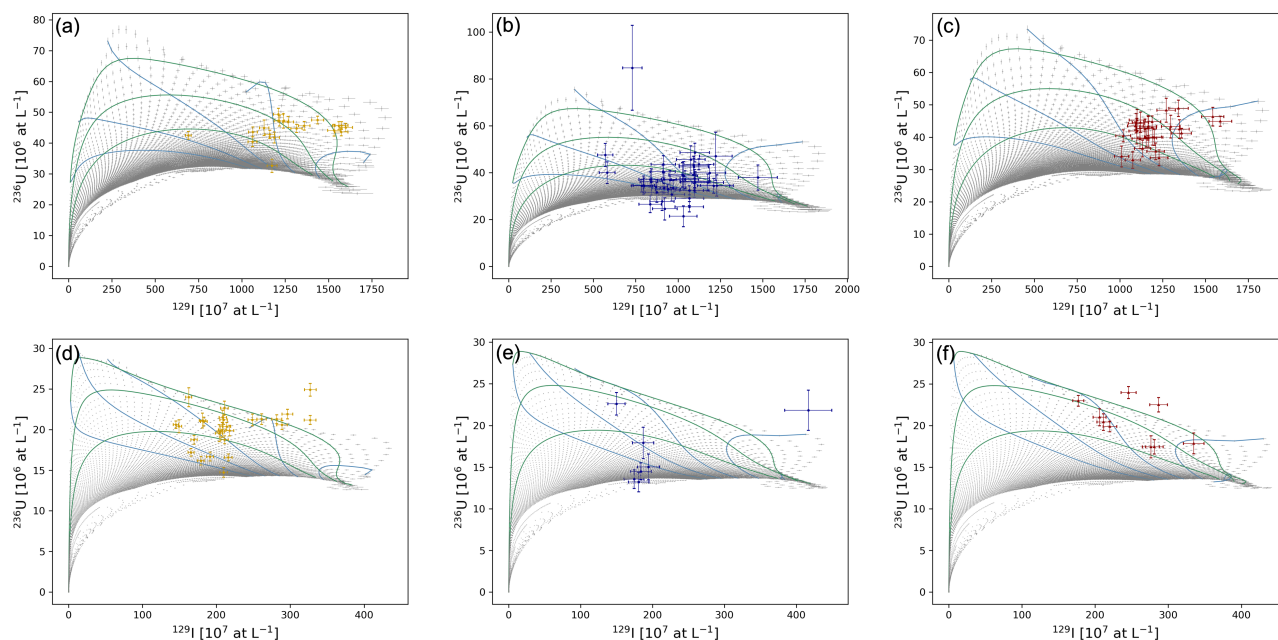 (a)
80
70
60
50
40
30
20
10
0
²³⁶U [10⁶ at L⁻¹]
0 250 500 750 1000 1250 1500 1750
¹²⁹I [10⁷ at L⁻¹]
(b)
100
80
60
40
20
0
²³⁶U [10⁶ at L⁻¹]
0 250 500 750 1000 1250 1500 1750 2000
¹²⁹I [10⁷ at L⁻¹]
(c)
70
60
50
40
30
20
10
0
²³⁶U [10⁶ at L⁻¹]
0 250 500 750 1000 1250 1500 1750
¹²⁹I [10⁷ at L⁻¹]
(d)
30
25
20
15
10
5
0
²³⁶U [10⁶ at L⁻¹]
0 100 200 300 400
¹²⁹I [10⁷ at L⁻¹]
(e)
30
25
20
15
10
5
0
²³⁶U [10⁶ at L⁻¹]
0 100 200 300 400
¹²⁹I [10⁷ at L⁻¹]
(f)
30
25
20
15
10
5
0
²³⁶U [10⁶ at L⁻¹]
0 100 200 300 400
¹²⁹I [10⁷ at L⁻¹]